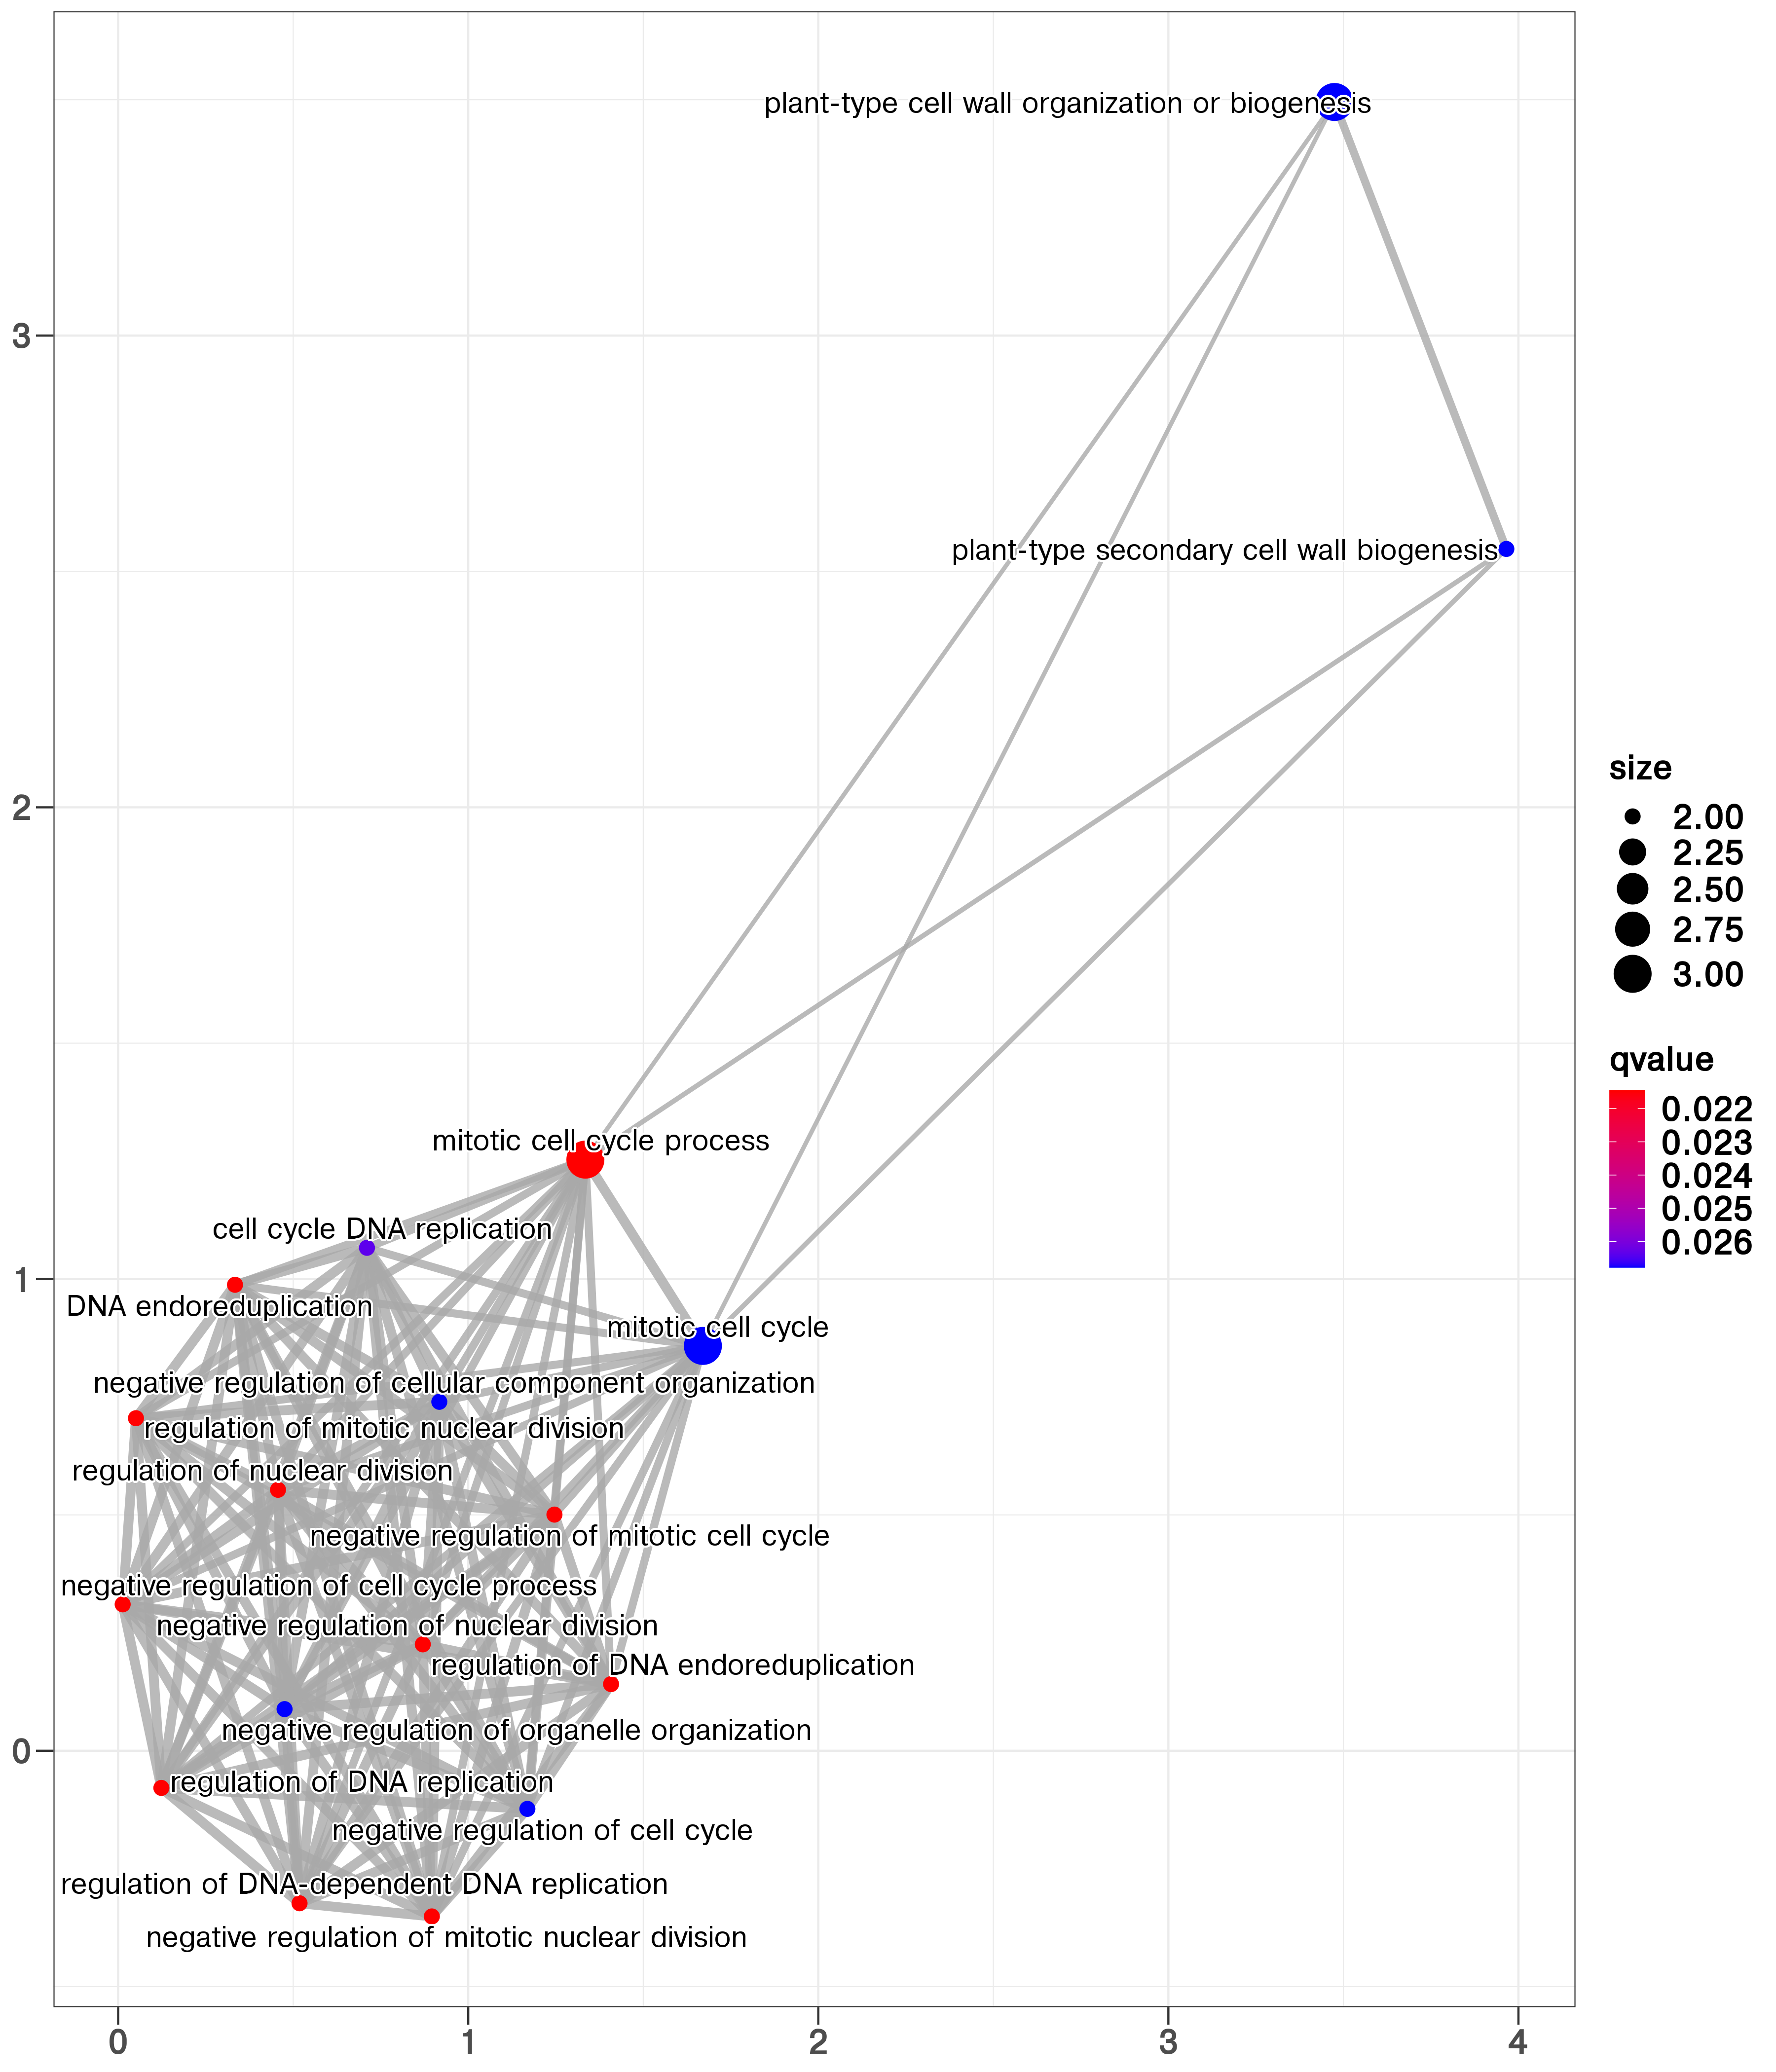 plant-type cell wall organization or biogenesis
3
plant-type secondary cell wall biogenesis
size
2
2.00
2.25
2.50
2.75
3.00
qvalue
0.022
0.023
0.024
0.025
0.026
mitotic cell cycle process
cell cycle DNA replication
1
DNA endoreduplication
mitotic cell cycle
negative regulation of cellular component organization
regulation of mitotic nuclear division
regulation of nuclear division
negative regulation of mitotic cell cycle
negative regulation of cell cycle process
negative regulation of nuclear division
regulation of DNA endoreduplication
negative regulation of organelle organization
0
regulation of DNA replication
negative regulation of cell cycle
regulation of DNA-dependent DNA replication
negative regulation of mitotic nuclear division
0 1 2 3 4